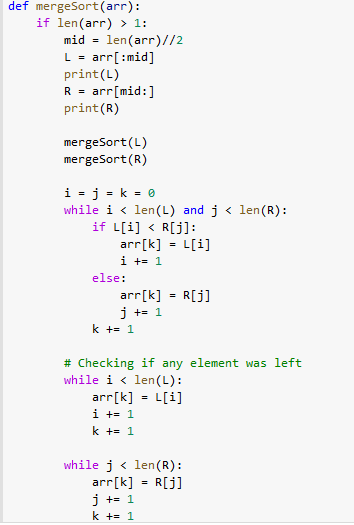 def mergeSort(arr):
    if len(arr) > 1:
        mid = len(arr)//2
        L = arr[:mid]
        print(L)
        R = arr[mid:]
        print(R)

        mergeSort(L)
        mergeSort(R)

        i = j = k = 0
        while i < len(L) and j < len(R):
            if L[i] < R[j]:
                arr[k] = L[i]
                i += 1
            else:
                arr[k] = R[j]
                j += 1
            k += 1

        # Checking if any element was left
        while i < len(L):
            arr[k] = L[i]
            i += 1
            k += 1

        while j < len(R):
            arr[k] = R[j]
            j += 1
            k += 1